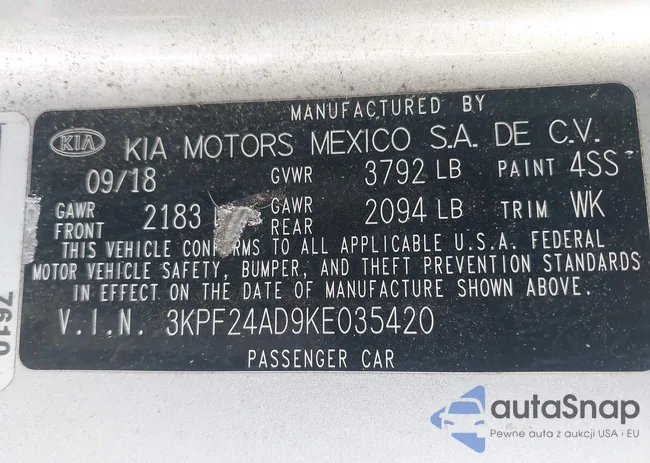 MANUFACTURED BY
KIA KIA MOTORS MEXICO S.A. DE C.V.
09/18 GVWR 3792 LB PAINT 4SS
GAWR FRONT 2183 GAWR REAR 2094 LB TRIM WK
THIS VEHICLE CONF RMS TO ALL APPLICABLE U.S.A. FEDERAL
MOTOR VEHICLE SAFETY, BUMPER, AND THEFT PREVENTION STANDARDS
IN EFFECT ON THE DATE OF MANUFACTURE SHOWN ABOVE.
V.I.N. 3KPF24AD9KE035420
PASSENGER CAR
autaSnap
Pewne auta z aukcji USA i EU